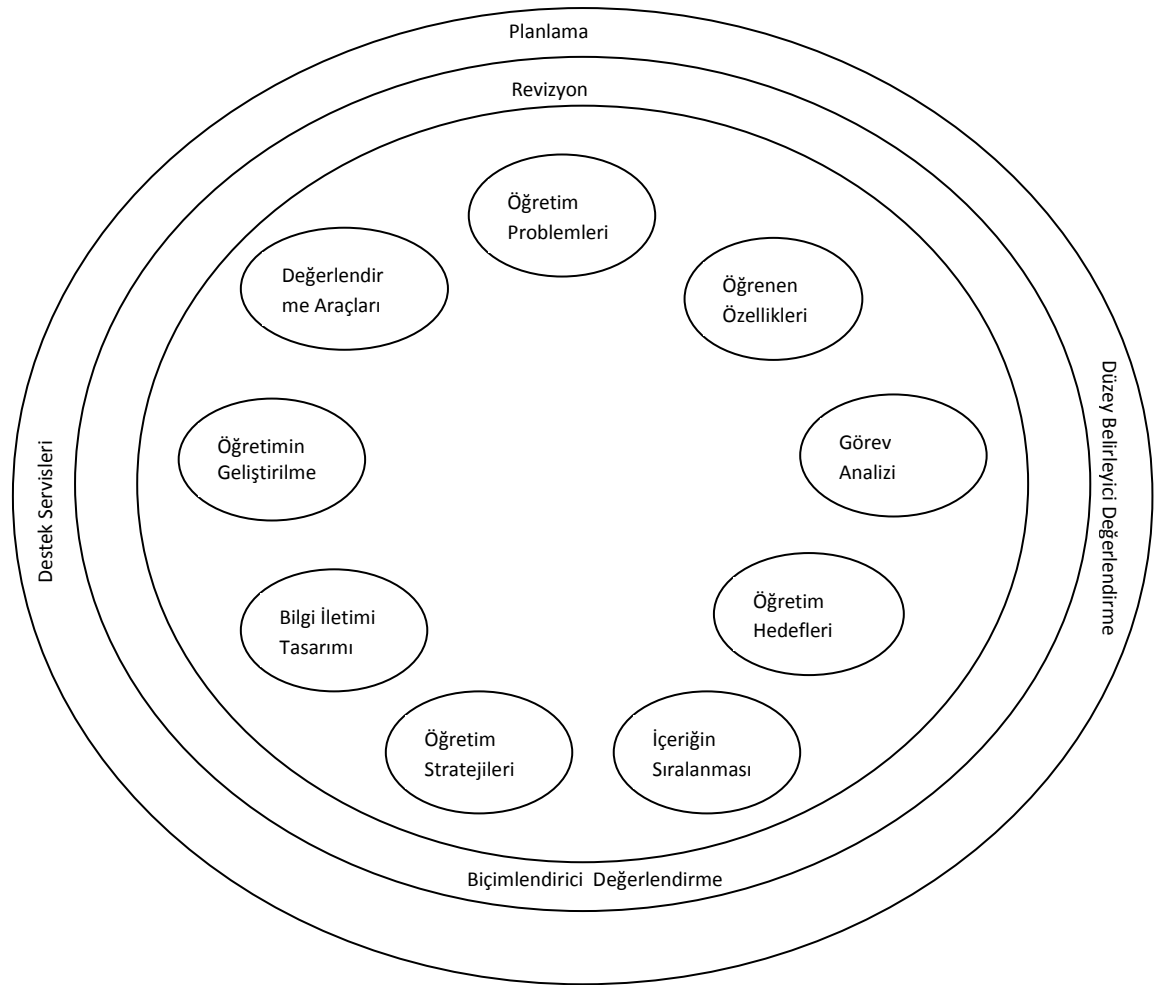 Planlama
Revizyon
Öğretim
Problemleri
Öğrenen
Özellikleri
Görev
Analizi
Öğretim
Hedefleri
İçeriğin
Sıralanması
Öğretim
Stratejileri
Bilgi İletimi
Tasarımı
Öğretimin
Geliştirilme
Değerlendir
me Araçları
Biçimlendirici Değerlendirme
Destek Servisleri
Düzey Belirleyici Değerlendirme